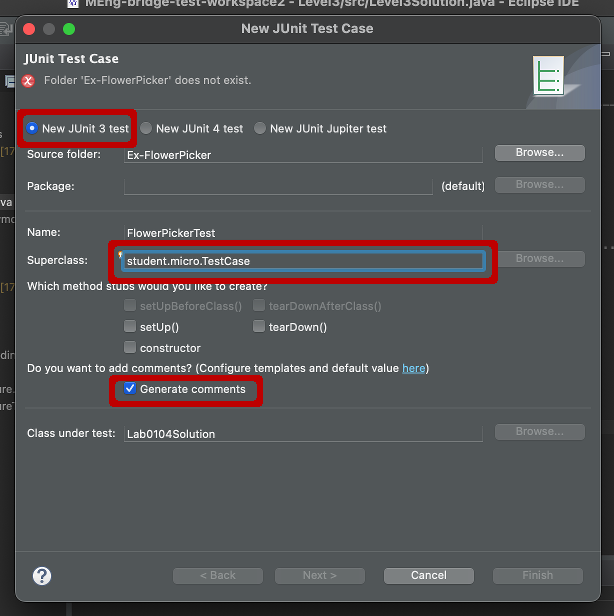 MEng-bridge-test-workspace2 - Level3/src/Level3Solution.java - Eclipse IDE
New JUnit Test Case
JUnit Test Case
Folder 'Ex-FlowerPicker' does not exist.
New JUnit 3 test New JUnit 4 test New JUnit Jupiter test
Source folder: Ex-FlowerPicker Browse...
Package: (default) Browse...
Name: FlowerPickerTest
Superclass: student.micro.TestCase Browse...
Which method stubs would you like to create?
setUpBeforeClass() tearDownAfterClass()
setUp() tearDown()
constructor
Do you want to add comments? (Configure templates and default value here)
Generate comments
Class under test: Lab0104Solution Browse...
? < Back Next > Cancel Finish